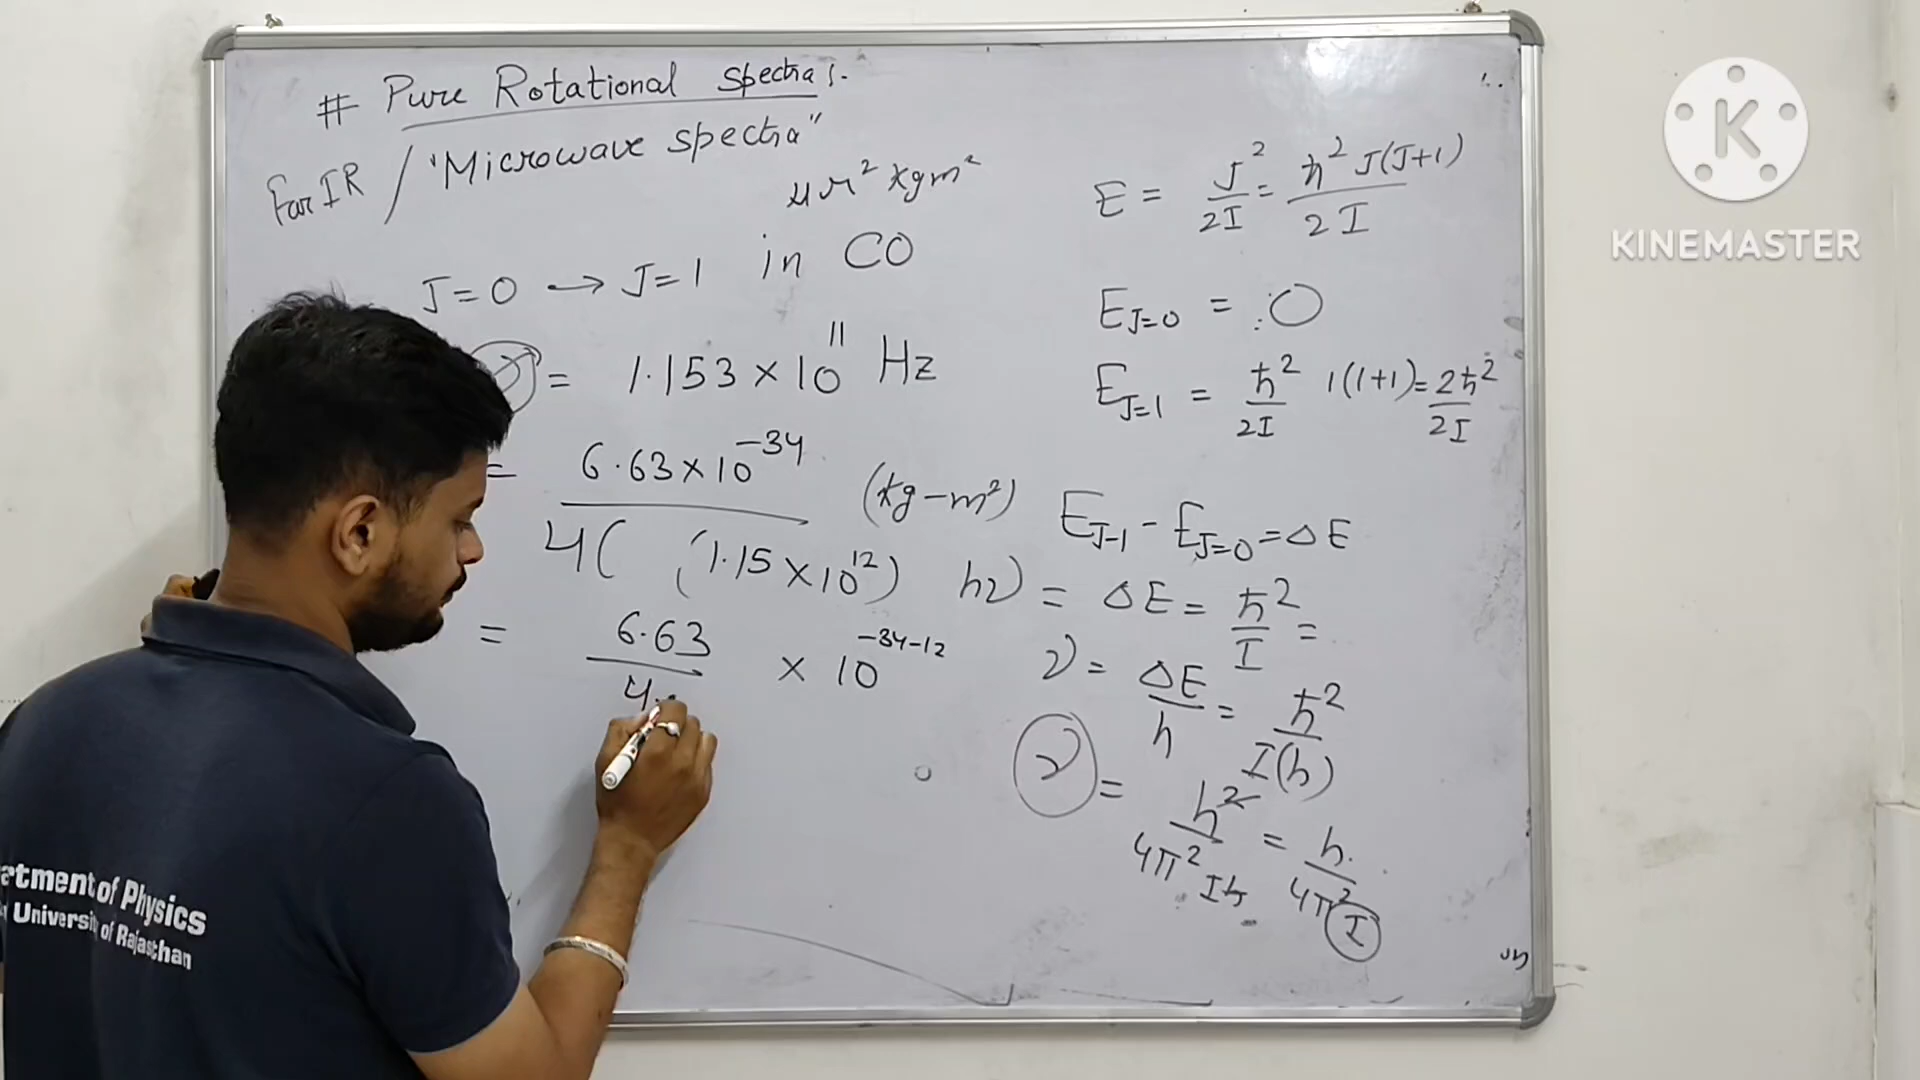 # Pure Rotational Spectra :-
Far IR / "Microwave spectra"
μr² kgm²
J=0 → J=1 in CO
= 1.153 × 10¹¹ Hz
= 6.63×10⁻³⁴ (kg-m²)
4( (1.15 × 10¹²)
= 6.63 × 10⁻³⁴⁻¹²
4.
E = J²/2I = ħ² J(J+1)/2I
E_J=0 = 0
E_J=1 = ħ²/2I 1(1+1) = 2ħ²/2I
E_J-1 - E_J=0 = ΔE
hν = ΔE = ħ²/I =
ν = ΔE/h = ħ²/I(h)
ν = h²/4π²Ih = h/4π²I
artment of Physics
University of Rajasthan
K
KINEMASTER